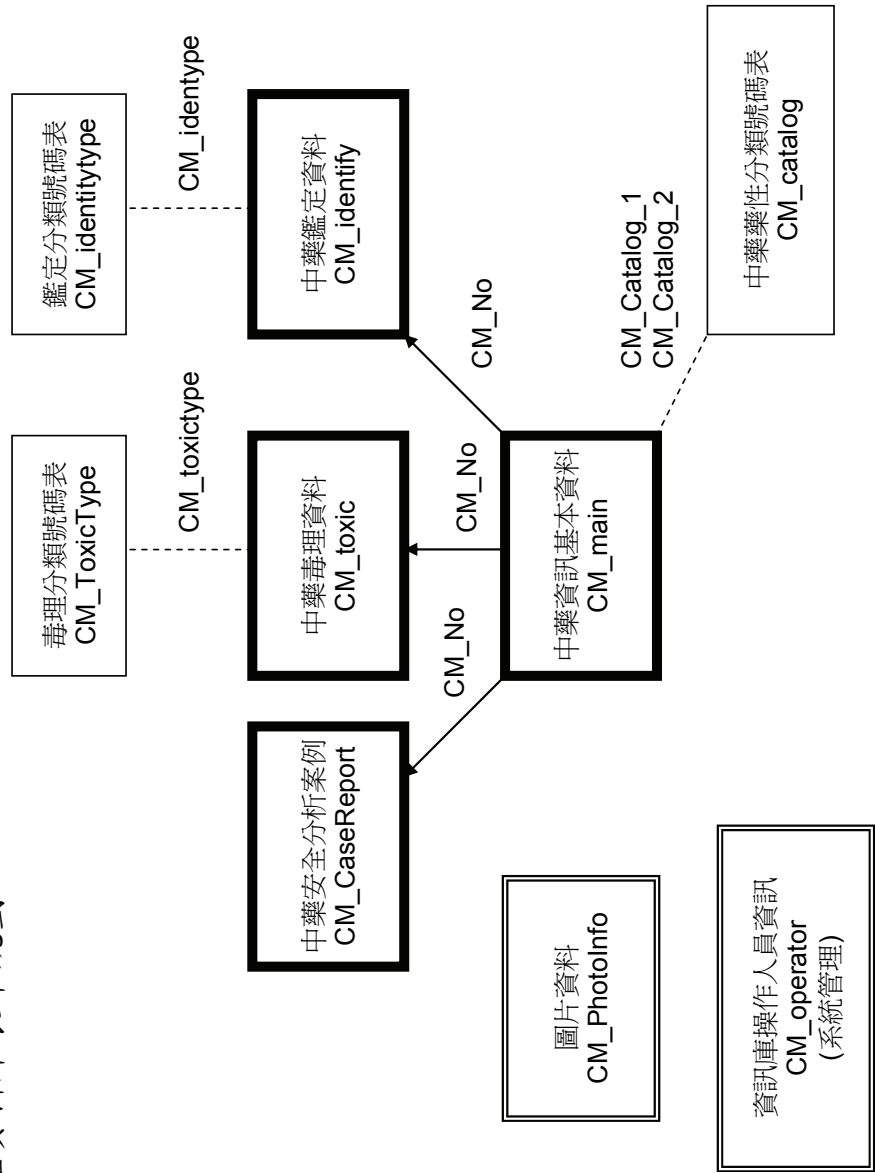 毒理分類號碼表
CM_ToxicType
鑑定分類號碼表
CM_identitytype
CM_toxictype
CM_identype
中藥安全分析案例
CM_CaseReport
中藥毒理資料
CM_toxic
中藥鑑定資料
CM_identify
CM_No
CM_No
CM_No
圖片資料
CM_PhotoInfo
中藥資訊基本資料
CM_main
CM_Catalog_1
CM_Catalog_2
資訊庫操作人員資訊
CM_operator
(系統管理)
中藥藥性分類號碼表
CM_catalog